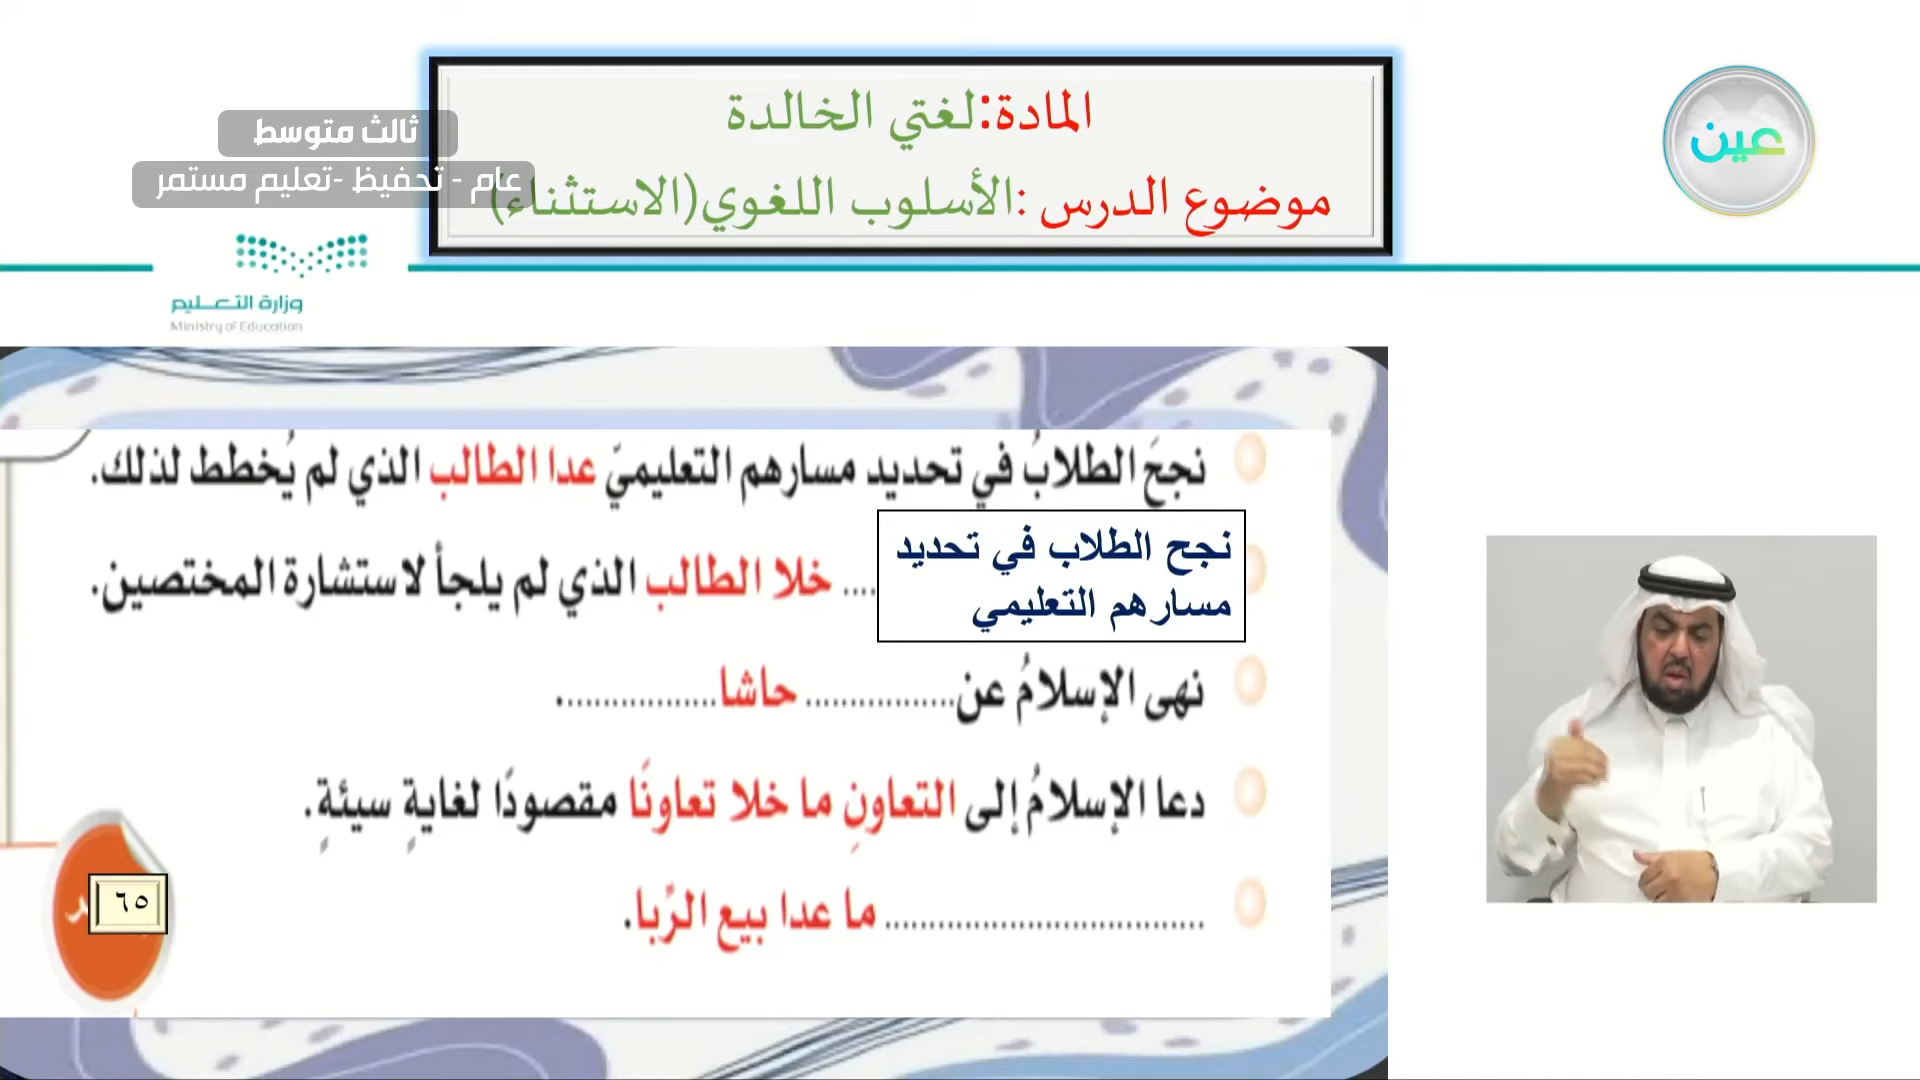 المادة:لغتي الخالدة
موضوع الدرس :الأسلوب اللغوي(الاستثناء)
ثالث متوسط
عام - تحفيظ -تعليم مستمر
عين
وزارة التعـــليم
Ministry of Education
نجحَ الطلابُ في تحديد مسارهم التعليميّ عدا الطالب الذي لم يُخطط لذلك.
نجح الطلاب في تحديد
مسارهم التعليمي
.... خلا الطالب الذي لم يلجأ لاستشارة المختصين.
نهى الإسلامُ عن................. حاشا.................
دعا الإسلامُ إلى التعاونِ ما خلا تعاونًا مقصودًا لغايةٍ سيئةٍ.
.................................... ما عدا بيع الرِّبا.
٦٥